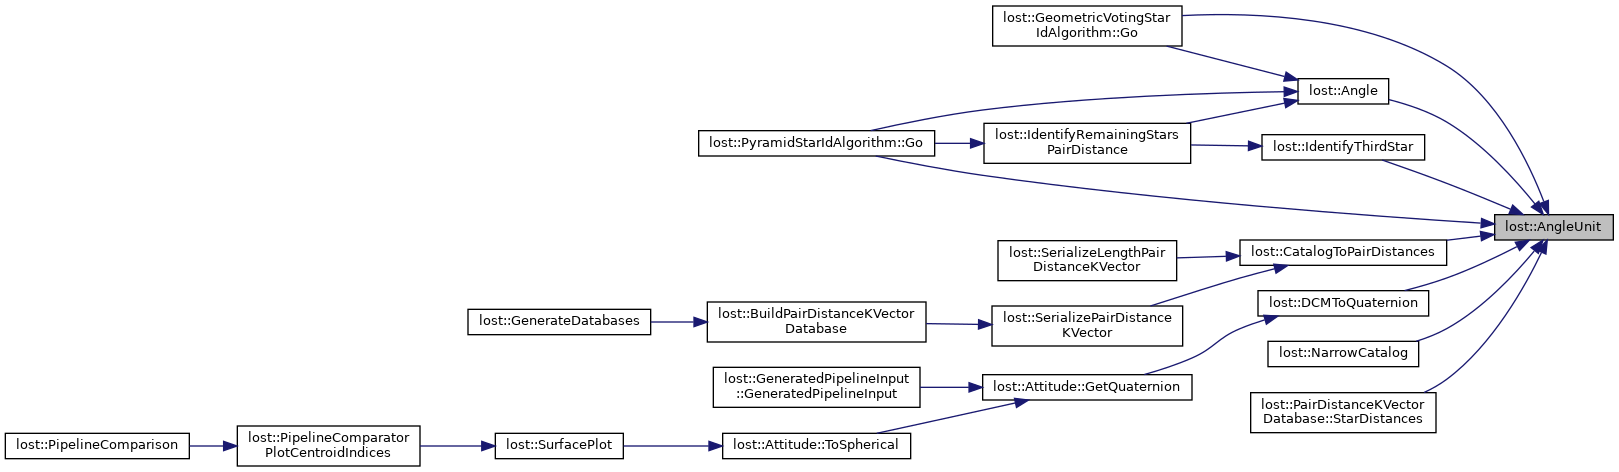 lost::GeometricVotingStar
IdAlgorithm::Go
lost::Angle
lost::PyramidStarIdAlgorithm::Go
lost::IdentifyRemainingStars
PairDistance
lost::IdentifyThirdStar
lost::AngleUnit
lost::SerializeLengthPair
DistanceKVector
lost::CatalogToPairDistances
lost::GenerateDatabases
lost::BuildPairDistanceKVector
Database
lost::SerializePairDistance
KVector
lost::DCMToQuaternion
lost::NarrowCatalog
lost::GeneratedPipelineInput
::GeneratedPipelineInput
lost::Attitude::GetQuaternion
lost::PairDistanceKVector
Database::StarDistances
lost::PipelineComparison
lost::PipelineComparator
PlotCentroidIndices
lost::SurfacePlot
lost::Attitude::ToSpherical